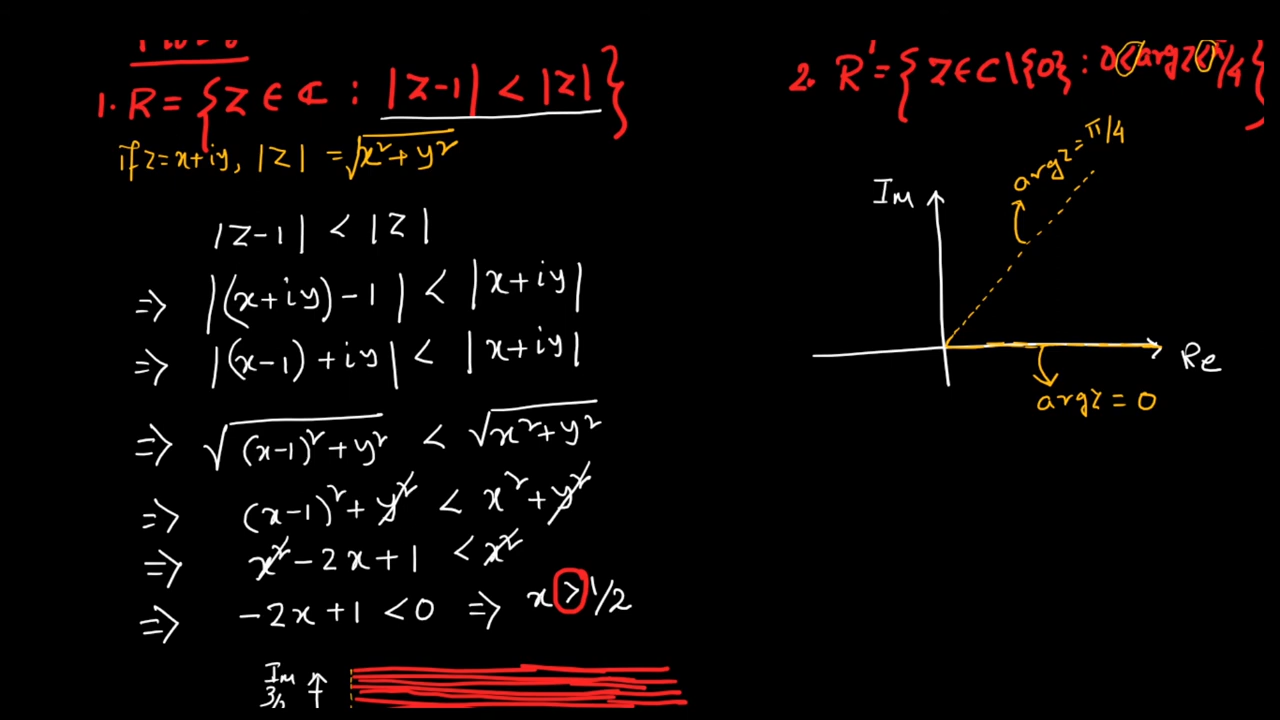 1. R = { z ∈ ℂ : |z-1| < |z| }
if z = x+iy, |z| = √x²+y²
|z-1| < |z|
⇒ |(x+iy)-1| < |x+iy|
⇒ |(x-1)+iy| < |x+iy|
⇒ √(x-1)²+y² < √x²+y²
⇒ (x-1)²+y² < x²+y²
⇒ x²-2x+1 < x²
⇒ -2x+1 < 0 ⇒ x > 1/2
Im
2. R' = { z ∈ C\{0} : 0 < arg z < π/4 }
arg z = π/4
Im
Re
arg z = 0